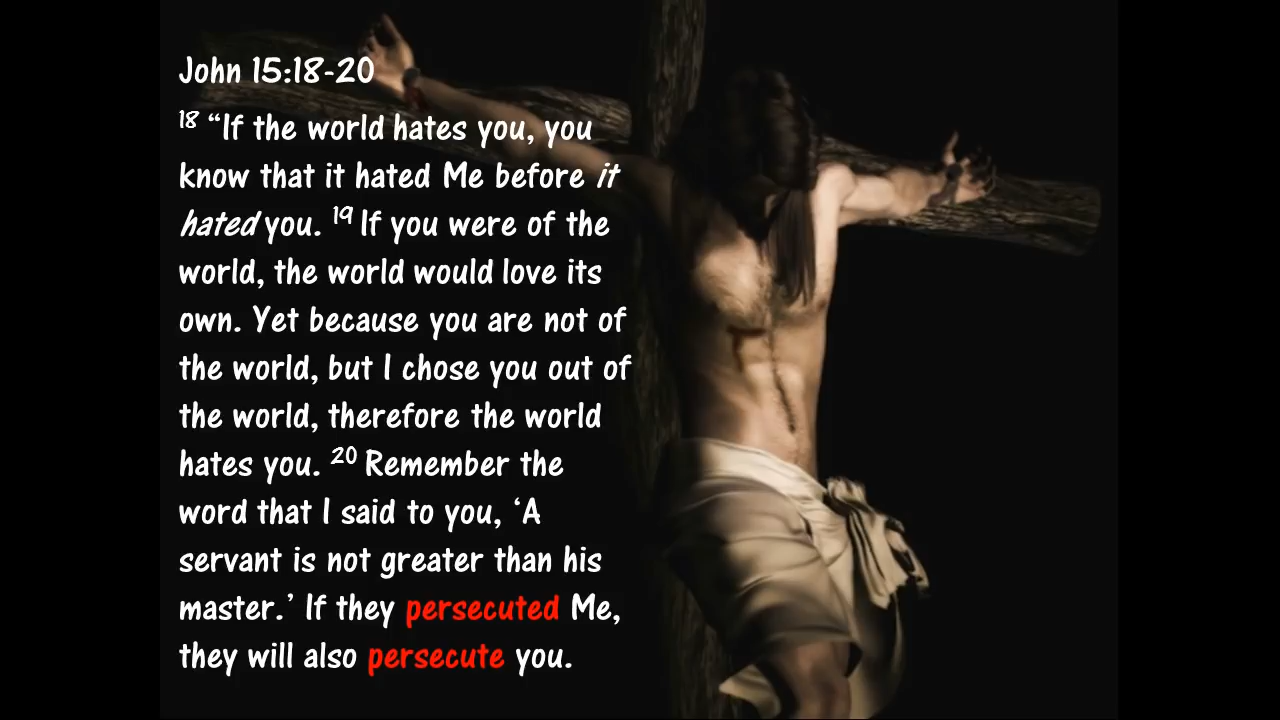 John 15:18-20
18 “If the world hates you, you
know that it hated Me before it
hated you. 19 If you were of the
world, the world would love its
own. Yet because you are not of
the world, but I chose you out of
the world, therefore the world
hates you. 20 Remember the
word that I said to you, ‘A
servant is not greater than his
master.’ If they persecuted Me,
they will also persecute you.